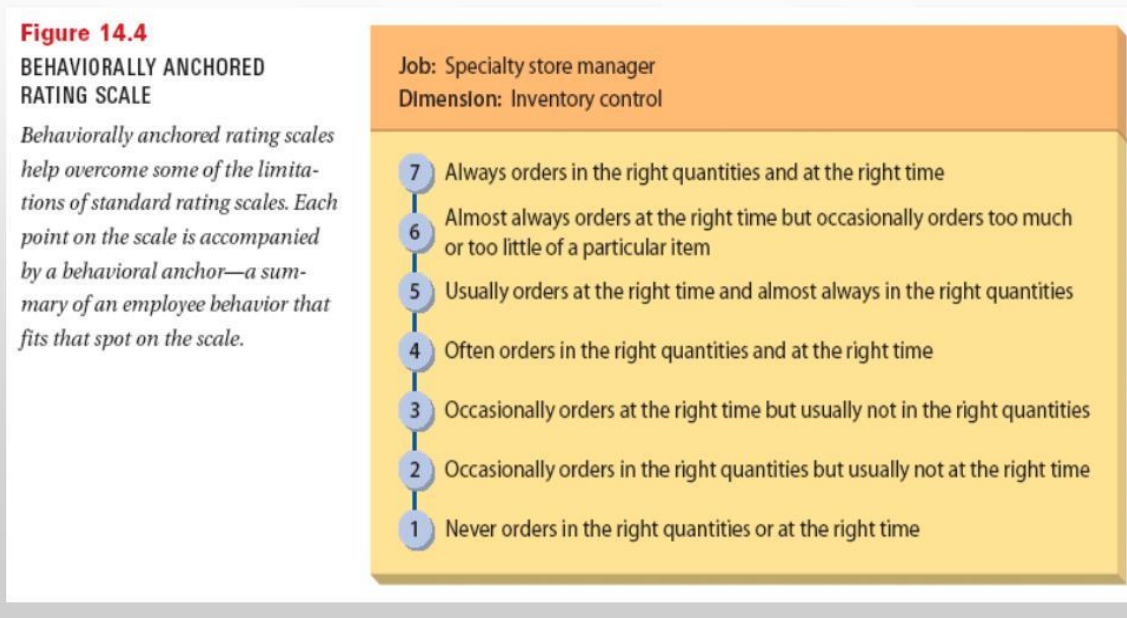 Figure 14.4
BEHAVIORALLY ANCHORED
RATING SCALE
Behaviorally anchored rating scales
help overcome some of the limita-
tions of standard rating scales. Each
point on the scale is accompanied
by a behavioral anchor—a sum-
mary of an employee behavior that
fits that spot on the scale.
Job: Specialty store manager
Dimension: Inventory control
7 Always orders in the right quantities and at the right time
6 Almost always orders at the right time but occasionally orders too much
or too little of a particular item
5 Usually orders at the right time and almost always in the right quantities
4 Often orders in the right quantities and at the right time
3 Occasionally orders at the right time but usually not in the right quantities
2 Occasionally orders in the right quantities but usually not at the right time
1 Never orders in the right quantities or at the right time